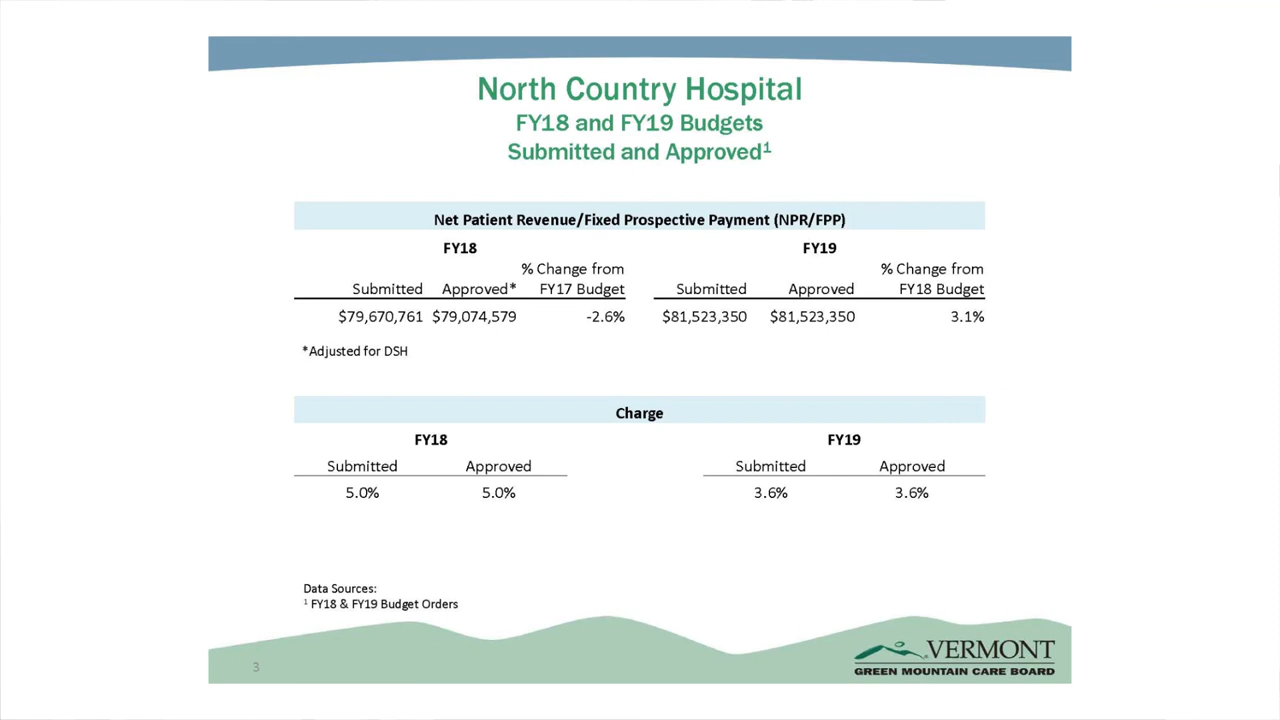 North Country Hospital
FY18 and FY19 Budgets
Submitted and Approved¹
Net Patient Revenue/Fixed Prospective Payment (NPR/FPP)
FY18 FY19
% Change from % Change from
Submitted Approved* FY17 Budget Submitted Approved FY18 Budget
$79,670,761 $79,074,579 -2.6% $81,523,350 $81,523,350 3.1%
*Adjusted for DSH
Charge
FY18 FY19
Submitted Approved Submitted Approved
5.0% 5.0% 3.6% 3.6%
Data Sources:
¹ FY18 & FY19 Budget Orders
3
VERMONT
GREEN MOUNTAIN CARE BOARD